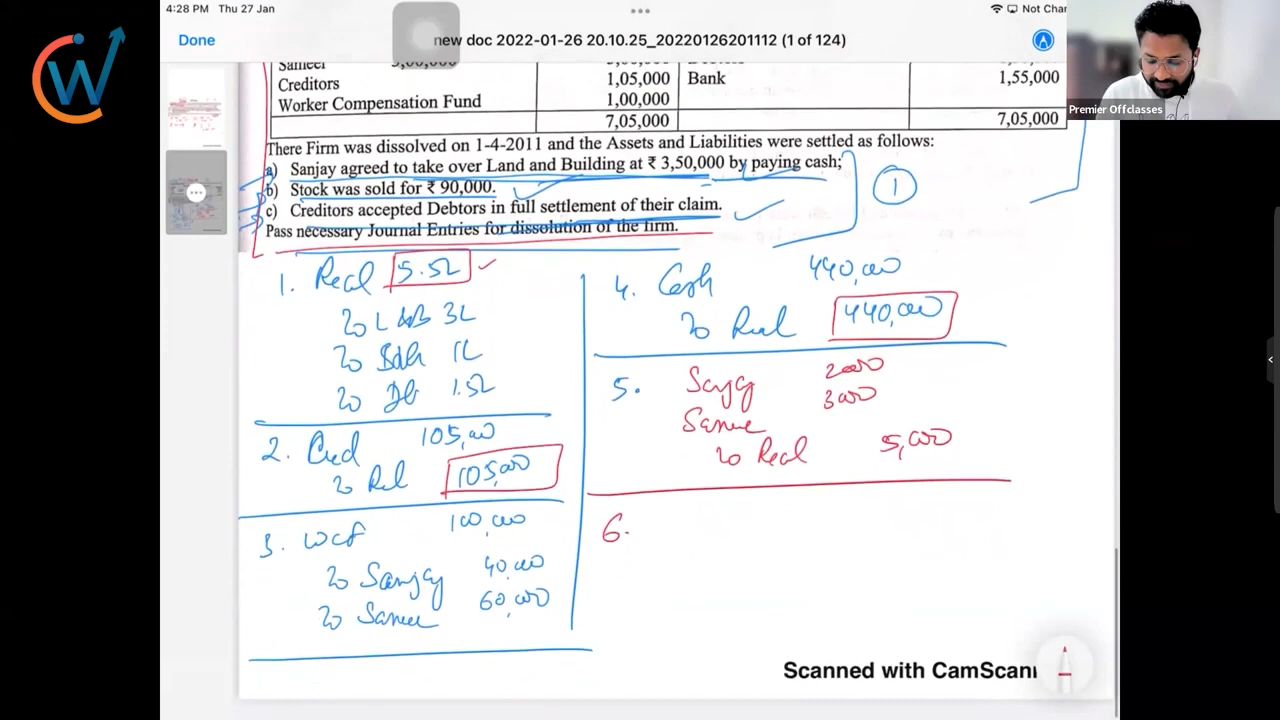 4:28 PM Thu 27 Jan
Not Char
Done
new doc 2022-01-26 20.10.25_20220126201112 (1 of 124)
Premier Offclasses
W
Creditors 1,05,000 Bank 1,55,000
Worker Compensation Fund 1,00,000
7,05,000 7,05,000
There Firm was dissolved on 1-4-2011 and the Assets and Liabilities were settled as follows:
a) Sanjay agreed to take over Land and Building at ₹ 3,50,000 by paying cash;
b) Stock was sold for ₹ 90,000.
c) Creditors accepted Debtors in full settlement of their claim.
Pass necessary Journal Entries for dissolution of the firm.
1
1. Real 5.5L
To L &B 3L
To Bdh 1L
To Db 1.5L
2. Cred 105,000
To Rel 105,000
3. WCF 100,000
To Sanjay 40,000
To Samee 60,000
4. Cash 440,000
To Real 440,000
5. Sanjay 2000
Samee 3000
To Real 5,000
6.
Scanned with CamScann